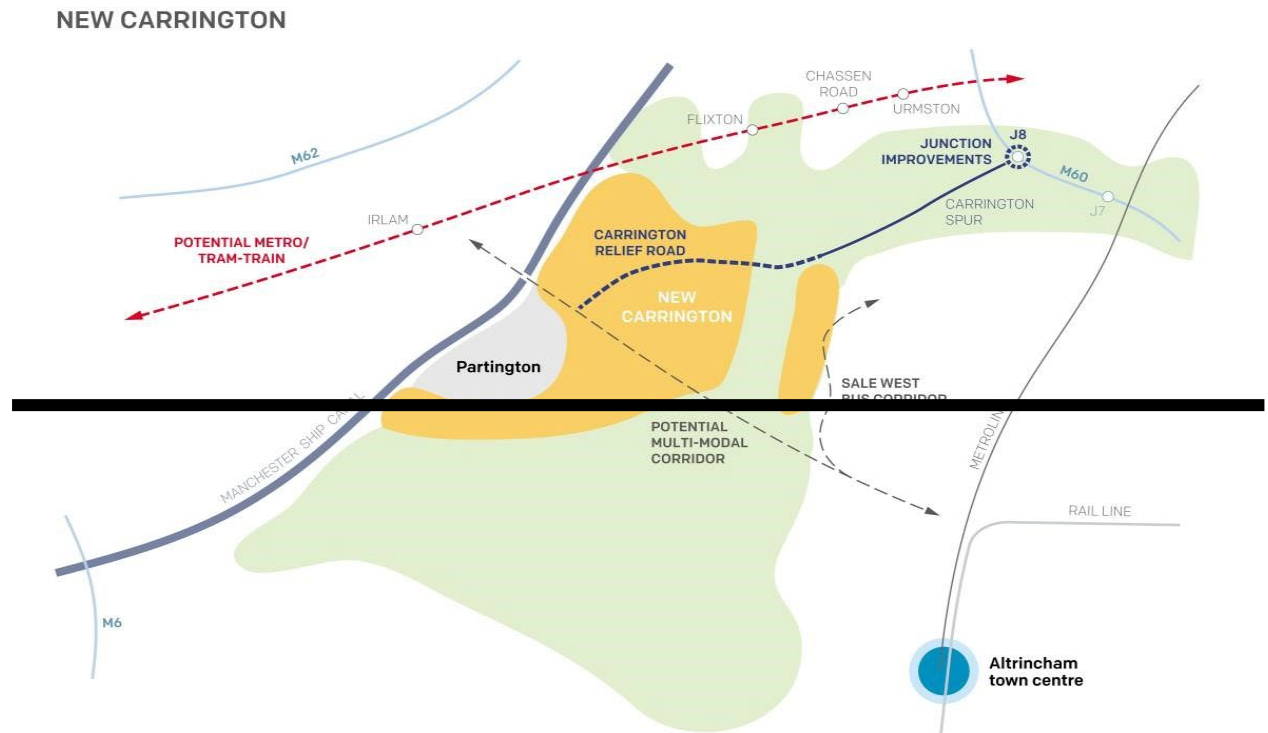 NEW CARRINGTON
CHASSEN
ROAD
URMSTON
FLIXTON
J8
JUNCTION
IMPROVEMENTS
M62
M60
J7
CARRINGTON
SPUR
IRLAM
POTENTIAL METRO/
TRAM-TRAIN
CARRINGTON
RELIEF ROAD
NEW
CARRINGTON
Partington
SALE WEST
BUS CORRIDOR
MANCHESTER SHIP CANAL
POTENTIAL
MULTI-MODAL
CORRIDOR
RAIL LINE
M6
Altrincham
town centre